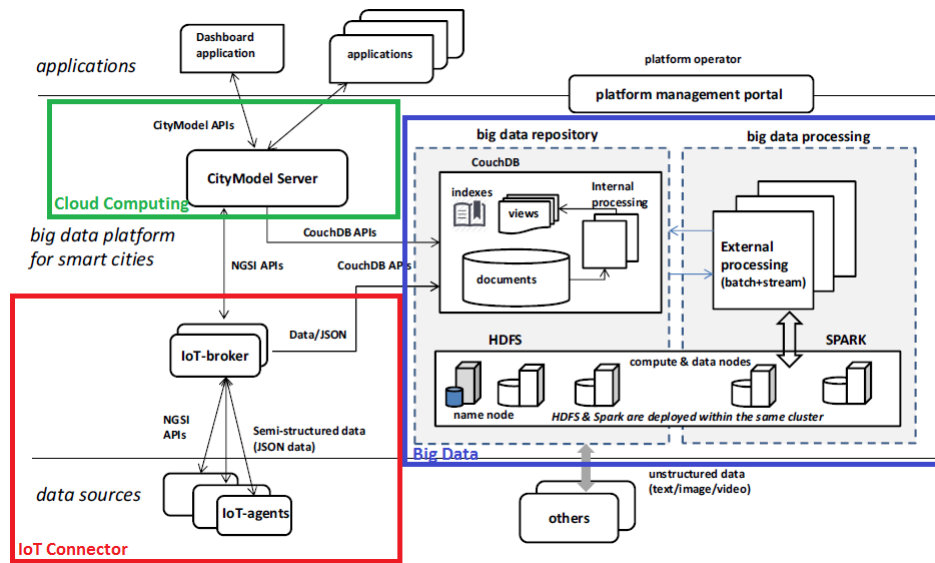 Dashboard
application
applications
applications
platform operator
platform management portal
CityModel APIs
CityModel Server
Cloud Computing
big data platform
for smart cities
NGSI APIs
CouchDB APIs
CouchDB APIs
big data repository
big data processing
CouchDB
indexes
views
Internal
processing
documents
External
processing
(batch+stream)
HDFS
SPARK
compute & data nodes
name node
HDFS & Spark are deployed within the same cluster
Big Data
IoT-broker
Data/JSON
NGSI
APIs
Semi-structured data
(JSON data)
data sources
IoT-agents
IoT Connector
unstructured data
(text/image/video)
others